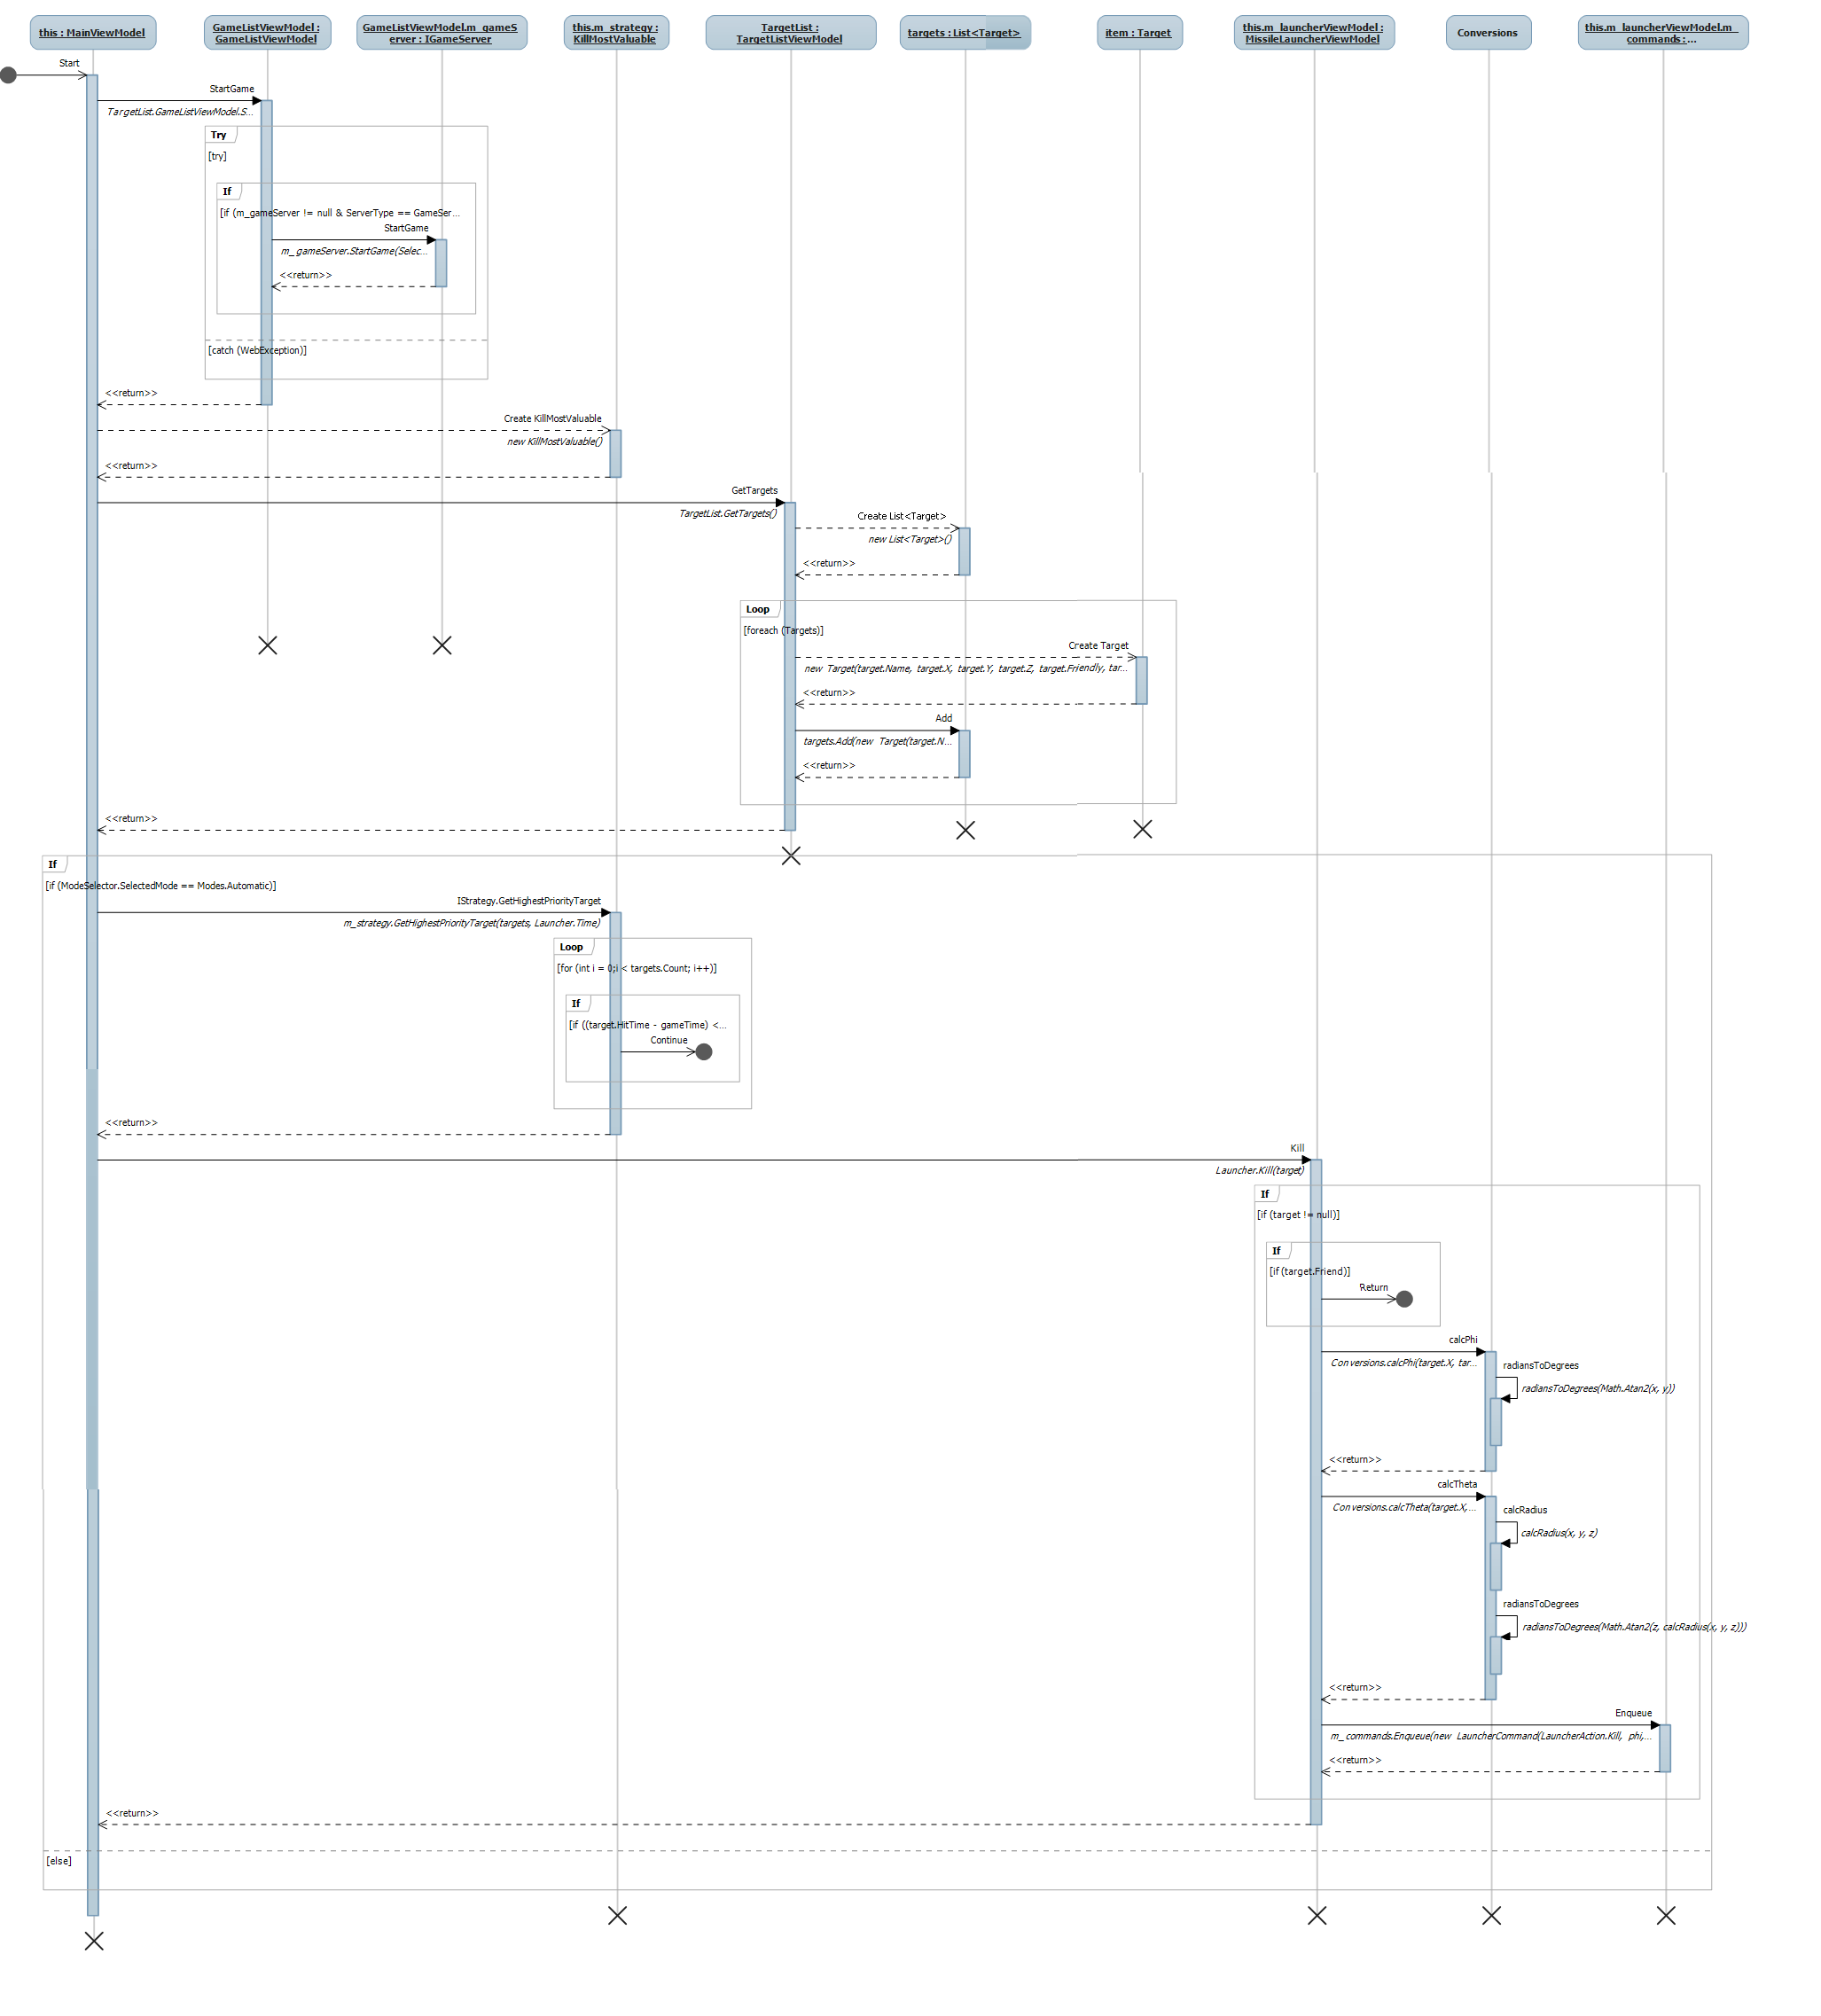 this : MainViewModel
GameListViewModel :
GameListViewModel
GameListViewModel.m_gameS
erver : IGameServer
this.m_strategy :
KillMostValuable
TargetList :
TargetListViewModel
targets : List<Target>
item : Target
this.m_launcherViewModel :
MissileLauncherViewModel
Conversions
this.m_launcherViewModel.m_
commands : ...
Start
StartGame
TargetList.GameListViewModel.S...
Try
[try]
If
[if (m_gameServer != null & ServerType == GameSer...
StartGame
m_gameServer.StartGame(Selec...
<<return>>
[catch (WebException)]
<<return>>
Create KillMostValuable
new KillMostValuable()
<<return>>
GetTargets
TargetList.GetTargets()
Create List<Target>
new List<Target>()
<<return>>
Loop
[foreach (Targets)]
Create Target
new Target(target.Name, target.X, target.Y, target.Z, target.Friendly, tar...
<<return>>
Add
targets.Add(new Target(target.N...
<<return>>
<<return>>
If
[if (ModeSelector.SelectedMode == Modes.Automatic)]
IStrategy.GetHighestPriorityTarget
m_strategy.GetHighestPriorityTarget(targets, Launcher.Time)
Loop
[for (int i = 0;i < targets.Count; i++)]
If
[if ((target.HitTime - gameTime) <...
Continue
<<return>>
Kill
Launcher.Kill(target)
If
[if (target != null)]
If
[if (target.Friend)]
Return
calcPhi
Conversions.calcPhi(target.X, tar...
radiansToDegrees
radiansToDegrees(Math.Atan2(x, y))
<<return>>
calcTheta
Conversions.calcTheta(target.X,...
calcRadius
calcRadius(x, y, z)
radiansToDegrees
radiansToDegrees(Math.Atan2(z, calcRadius(x, y, z)))
<<return>>
Enqueue
m_commands.Enqueue(new LauncherCommand(LauncherAction.Kill, phi,...
<<return>>
<<return>>
[else]